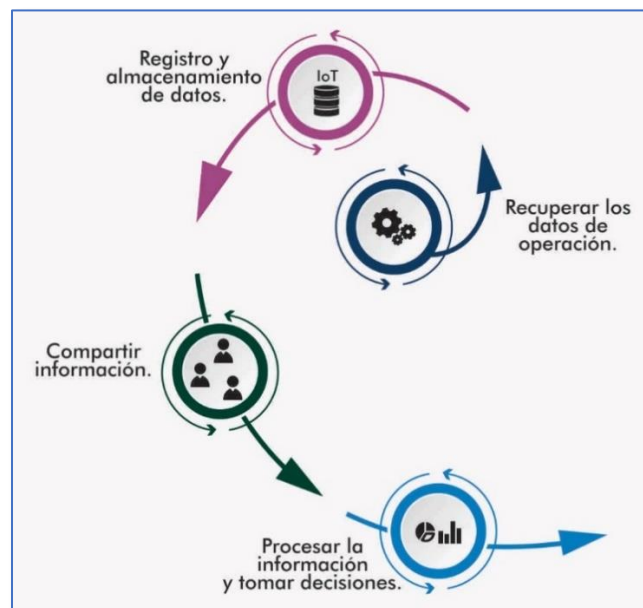 Registro y
almacenamiento
de datos.
IoT
Recuperar los
datos de
operación.
Compartir
información.
Procesar la
información
y tomar decisiones.